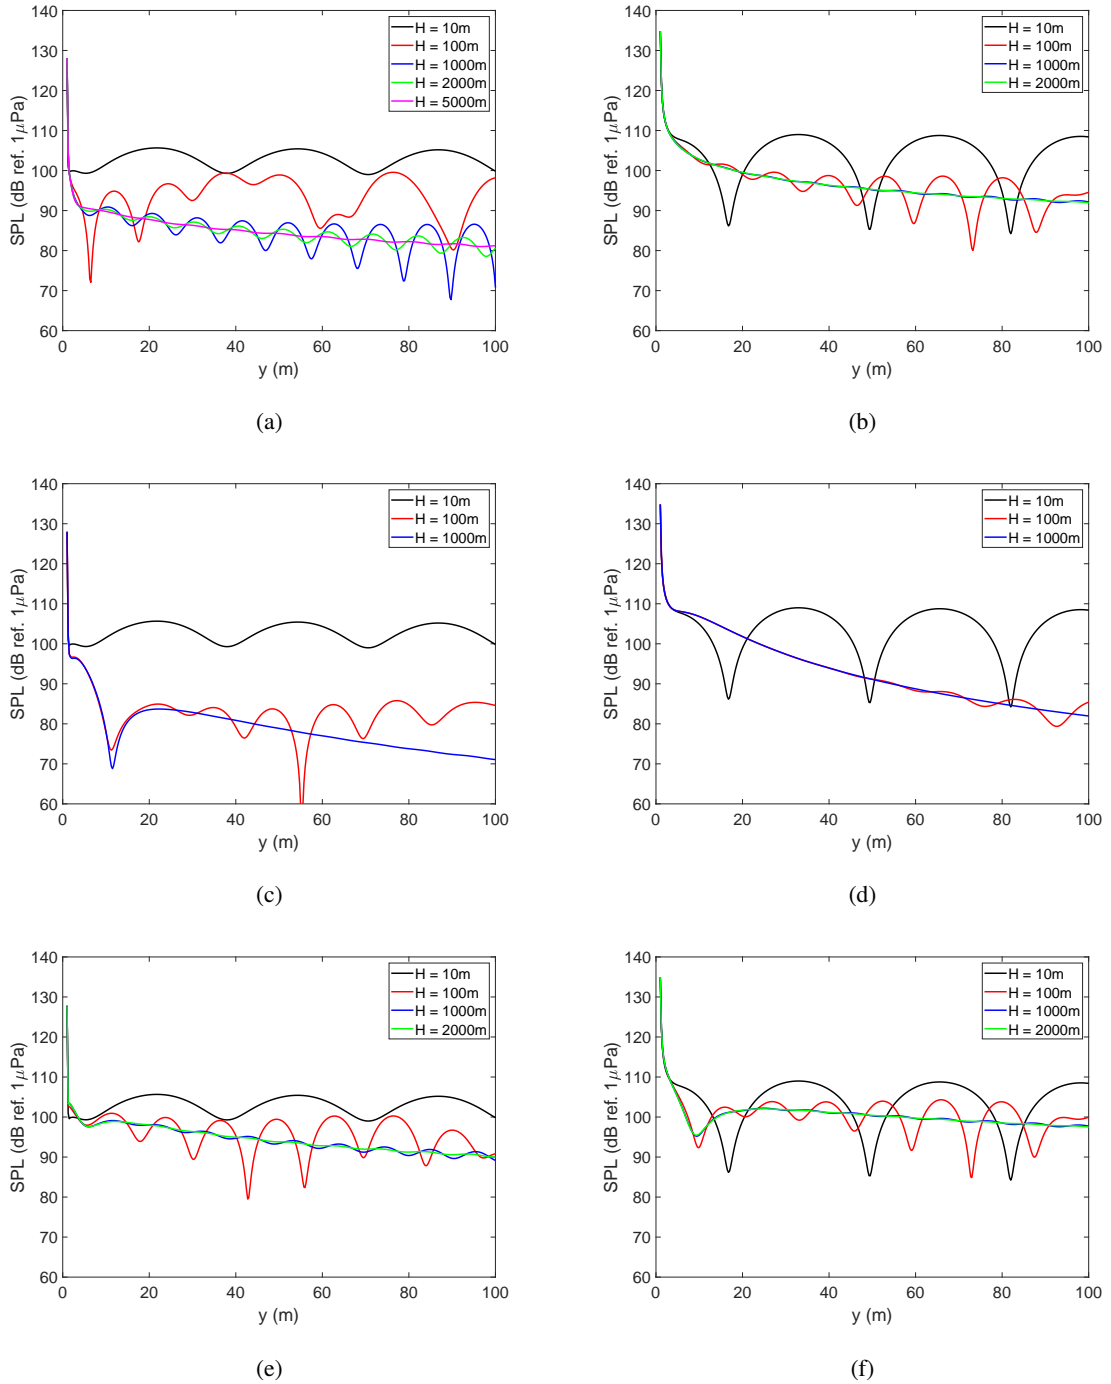 140
130
120
110
100
90
80
70
60
SPL (dB ref. 1μPa)
H = 10m
H = 100m
H = 1000m
H = 2000m
H = 5000m
0 20 40 60 80 100
y (m)
(a)
140
130
120
110
100
90
80
70
60
SPL (dB ref. 1μPa)
H = 10m
H = 100m
H = 1000m
H = 2000m
0 20 40 60 80 100
y (m)
(b)
140
130
120
110
100
90
80
70
60
SPL (dB ref. 1μPa)
H = 10m
H = 100m
H = 1000m
0 20 40 60 80 100
y (m)
(c)
140
130
120
110
100
90
80
70
60
SPL (dB ref. 1μPa)
H = 10m
H = 100m
H = 1000m
0 20 40 60 80 100
y (m)
(d)
140
130
120
110
100
90
80
70
60
SPL (dB ref. 1μPa)
H = 10m
H = 100m
H = 1000m
H = 2000m
0 20 40 60 80 100
y (m)
(e)
140
130
120
110
100
90
80
70
60
SPL (dB ref. 1μPa)
H = 10m
H = 100m
H = 1000m
H = 2000m
0 20 40 60 80 100
y (m)
(f)